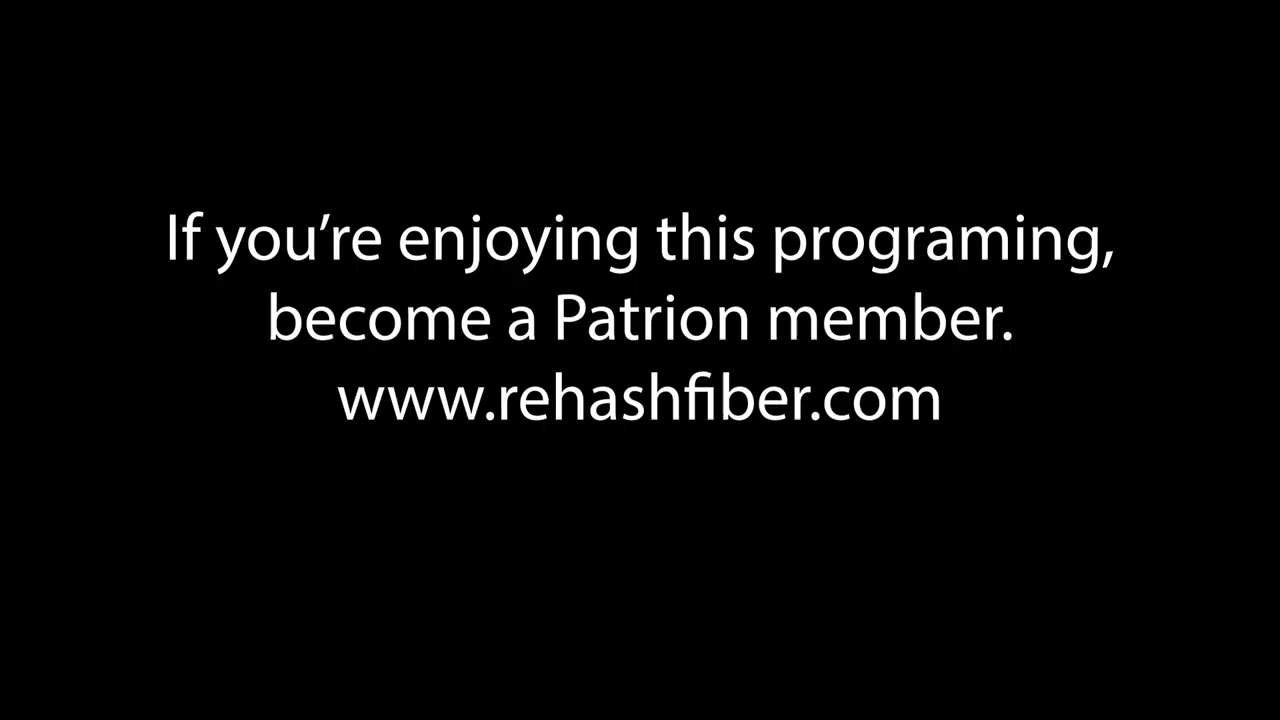 If you’re enjoying this programing,
become a Patrion member.
www.rehashfiber.com